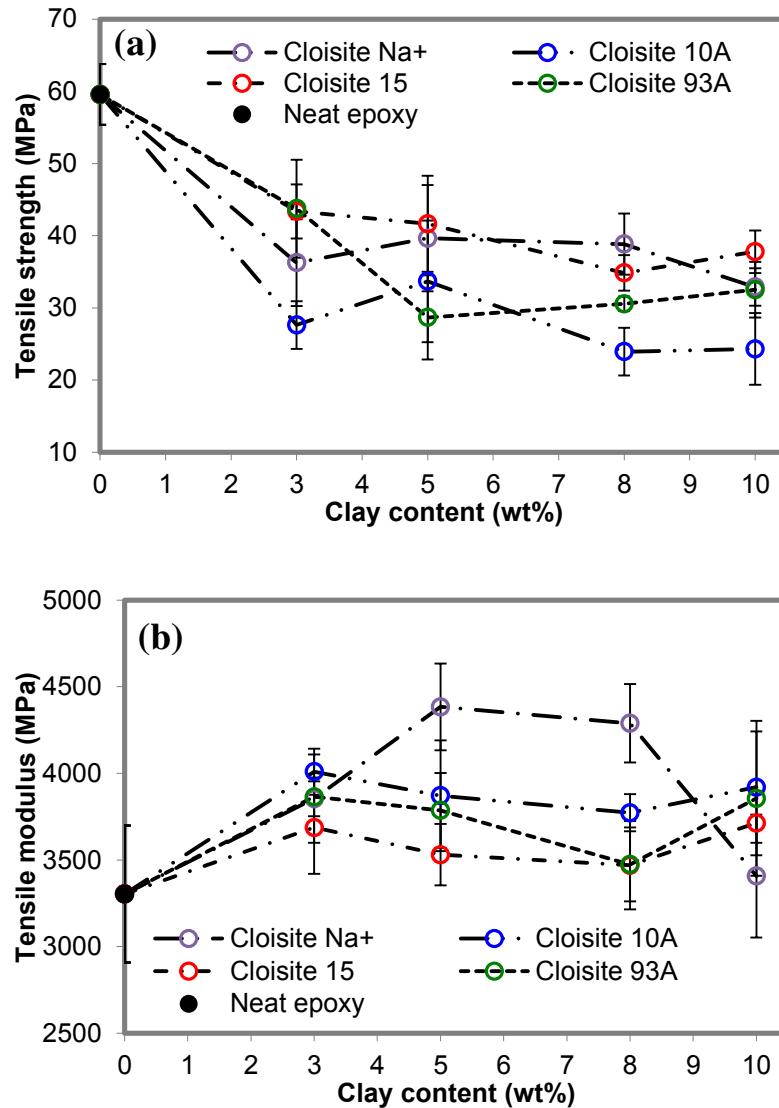 70
60
50
40
30
20
10
Tensile strength (MPa)
(a)
Cloisite Na+
Cloisite 10A
Cloisite 15
Cloisite 93A
Neat epoxy
0 1 2 3 4 5 6 7 8 9 10
Clay content (wt%)
5000
4500
4000
3500
3000
2500
Tensile modulus (MPa)
(b)
Cloisite Na+
Cloisite 10A
Cloisite 15
Cloisite 93A
Neat epoxy
0 1 2 3 4 5 6 7 8 9 10
Clay content (wt%)